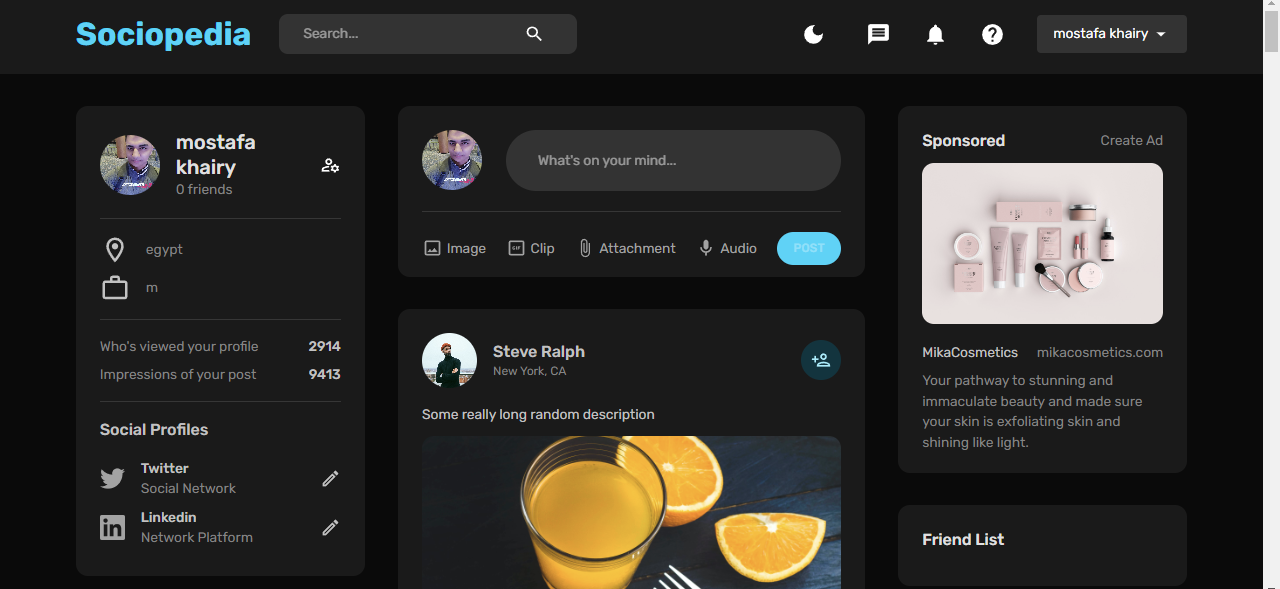 Sociopedia
Search...
mostafa khairy
mostafa
khairy
0 friends
egypt
m
Who's viewed your profile 2914
Impressions of your post 9413
Social Profiles
Twitter
Social Network
Linkedin
Network Platform
What's on your mind...
Image Clip Attachment Audio POST
Steve Ralph
New York, CA
Some really long random description
Sponsored Create Ad
MikaCosmetics mikacosmetics.com
Your pathway to stunning and
immaculate beauty and made sure
your skin is exfoliating skin and
shining like light.
Friend List